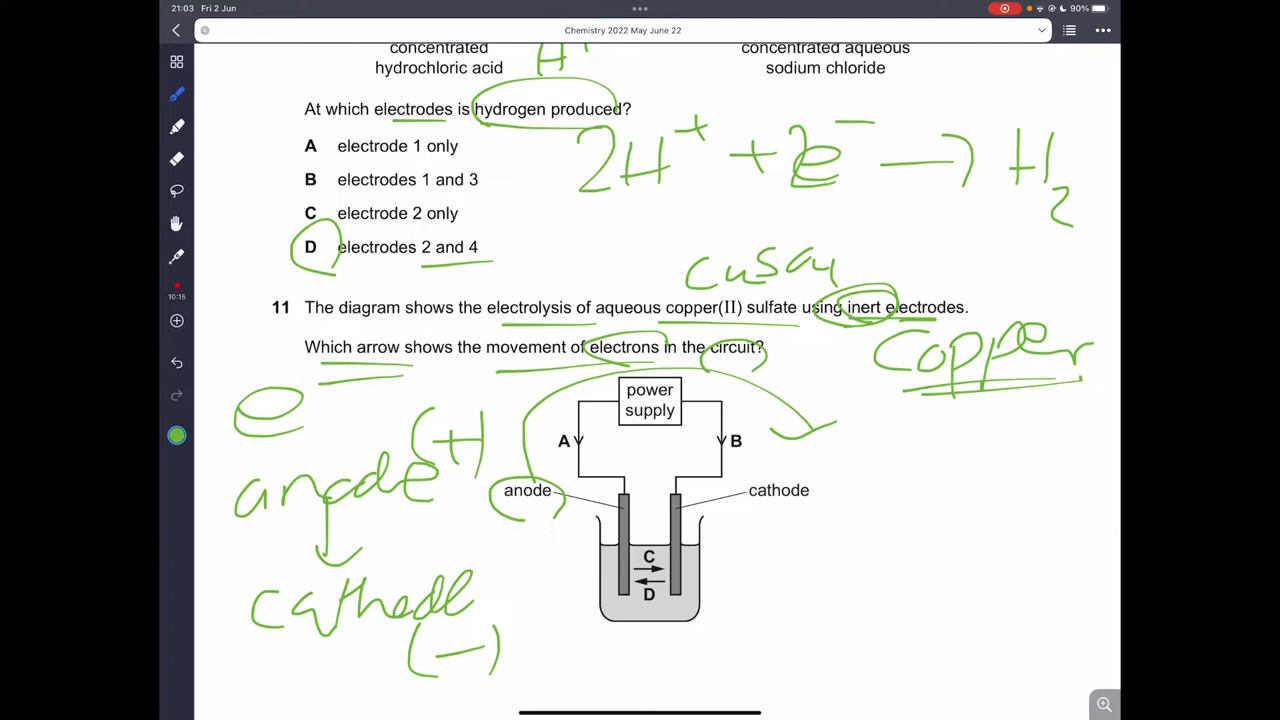 21:03 Fri 2 Jun
90%
Chemistry 2022 May June 22
concentrated
hydrochloric acid
H+
concentrated aqueous
sodium chloride
At which electrodes is hydrogen produced?
A electrode 1 only
B electrodes 1 and 3
C electrode 2 only
D electrodes 2 and 4
2H+ + 2e- → H2
11 The diagram shows the electrolysis of aqueous copper(II) sulfate using inert electrodes.
Which arrow shows the movement of electrons in the circuit?
copper
e
anode (+)
cathode
(-)
power
supply
A
B
anode
cathode
C
D
10:15